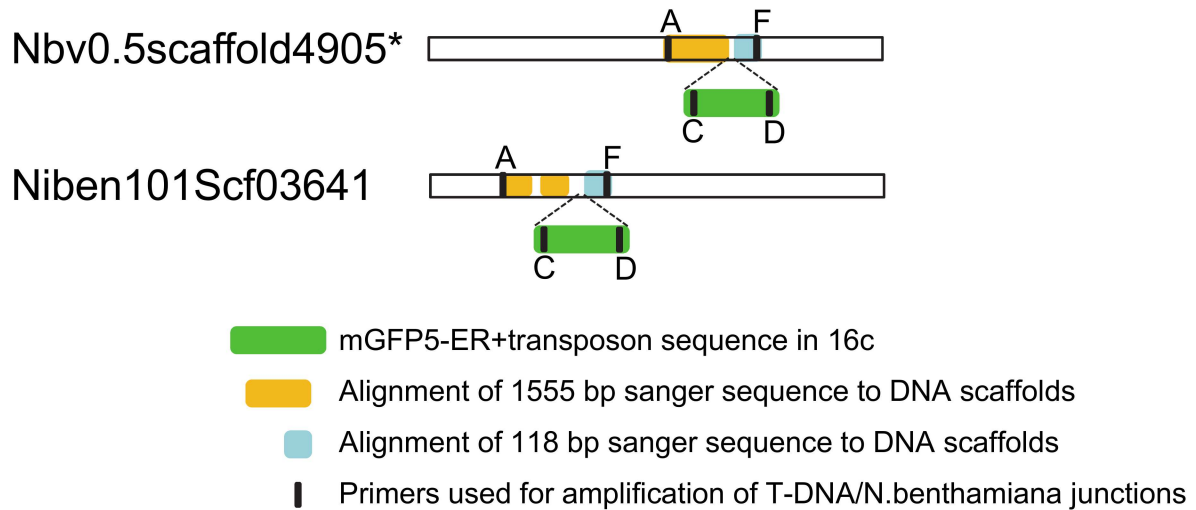 A F
Nbv0.5scaffold4905*
C D
A F
Niben101Scf03641
C D
mGFP5-ER+transposon sequence in 16c
Alignment of 1555 bp sanger sequence to DNA scaffolds
Alignment of 118 bp sanger sequence to DNA scaffolds
Primers used for amplification of T-DNA/N.benthamiana junctions